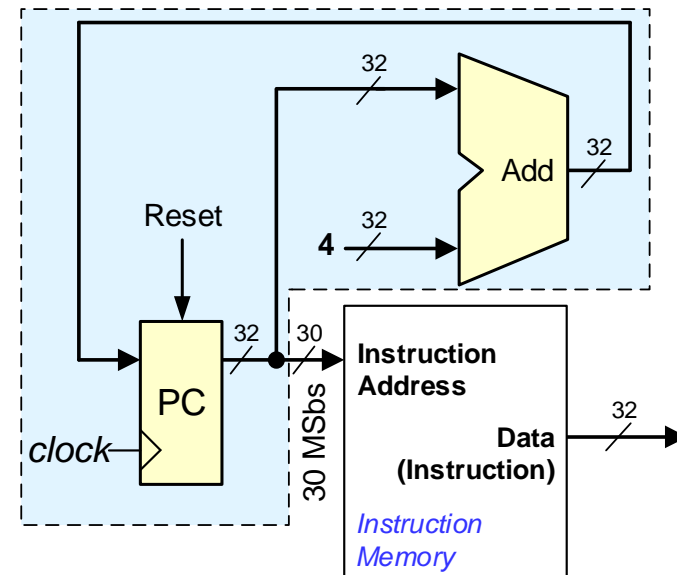 32
Add
32
Reset
4
32
PC
clock
32
30
30 MSbs
Instruction
Address
Data
(Instruction)
32
Instruction
Memory